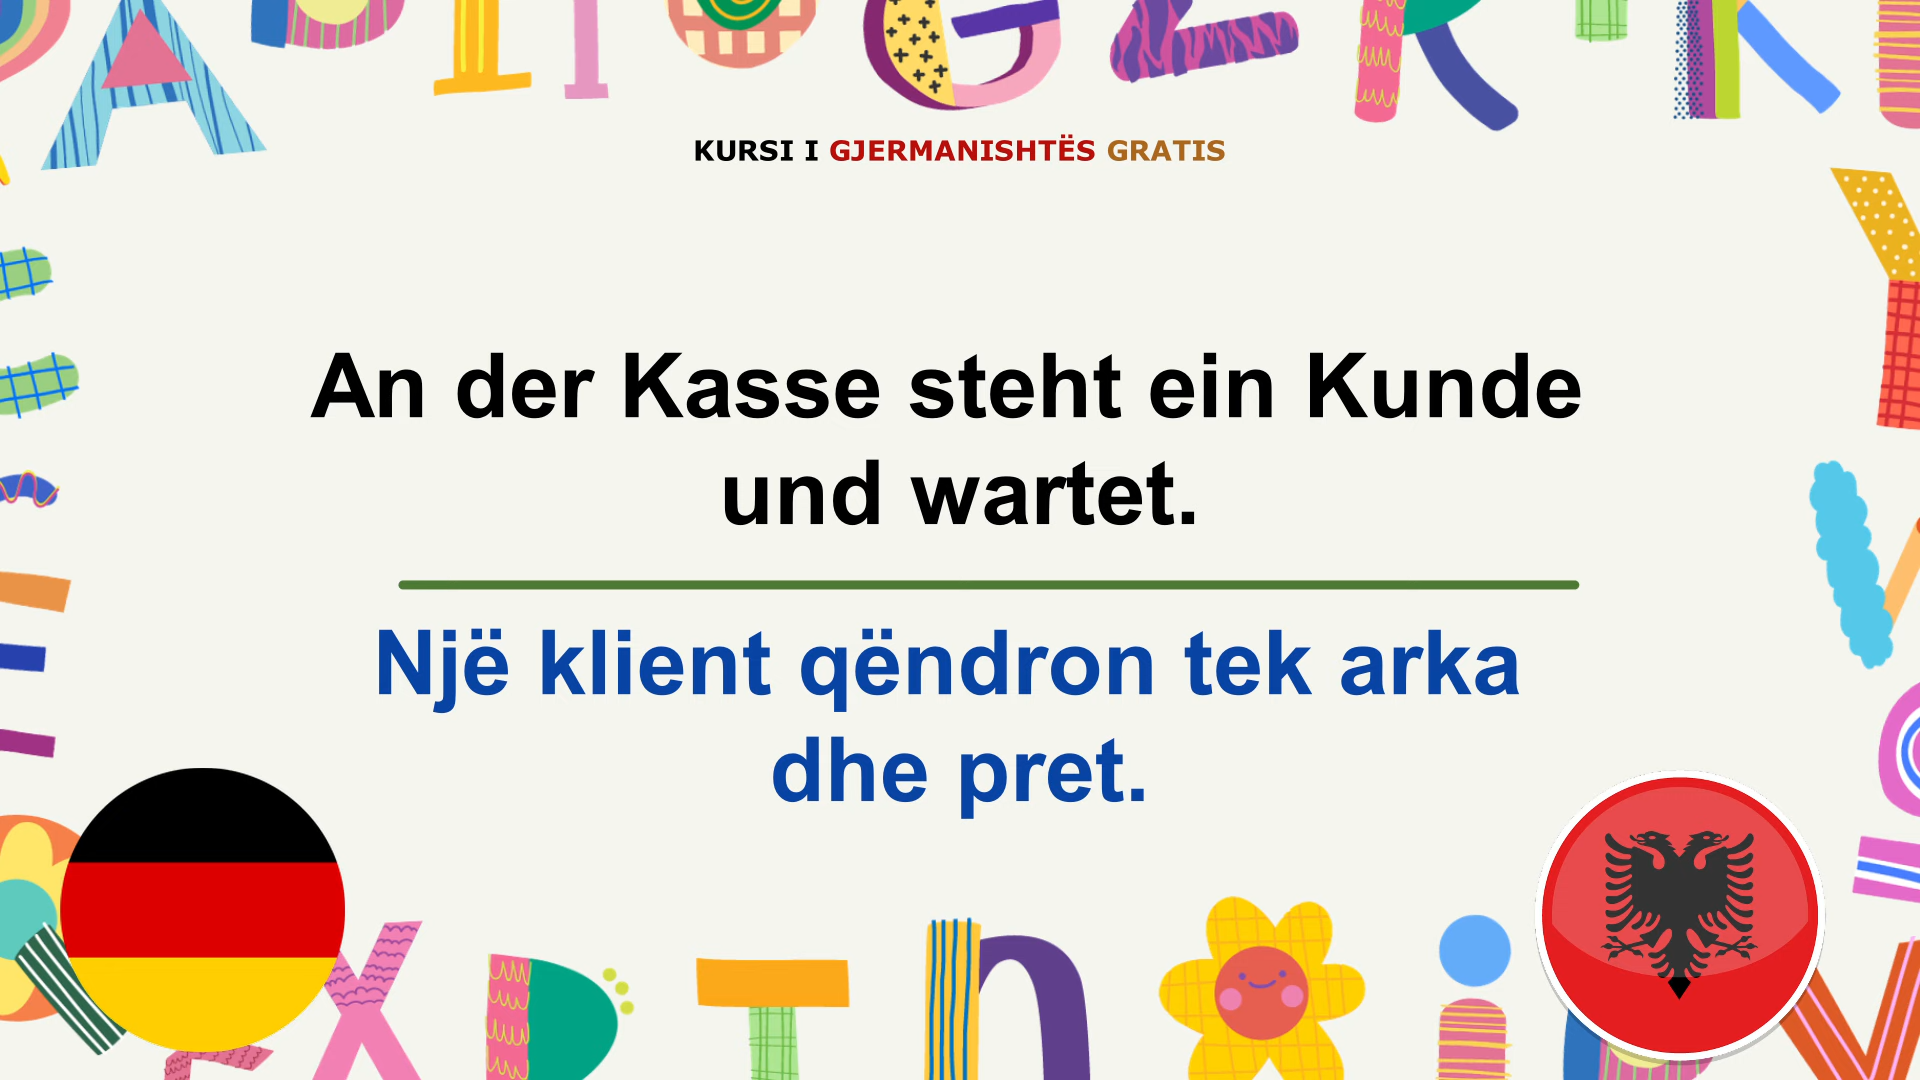 KURSI I GJERMANISHTËS GRATIS
An der Kasse steht ein Kunde
und wartet.
Një klient qëndron tek arka
dhe pret.